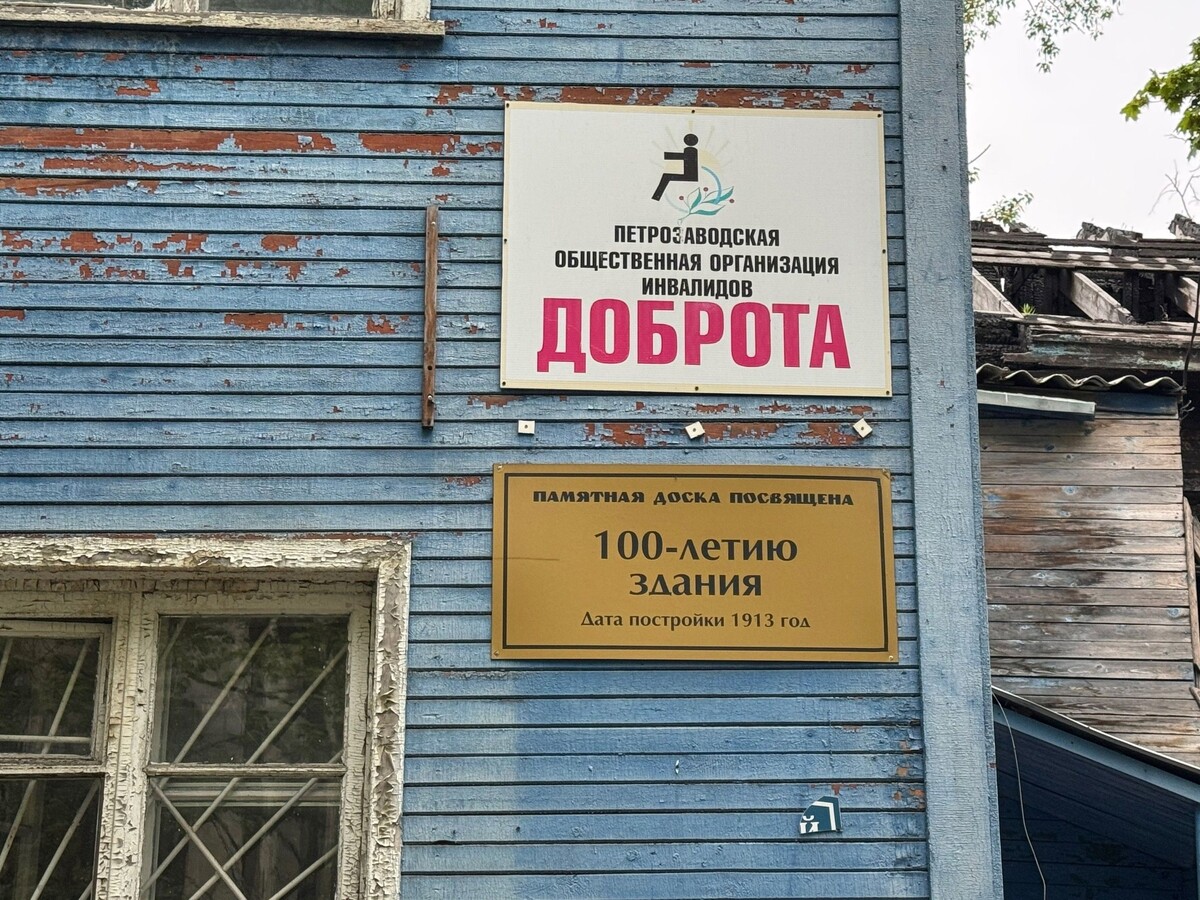 ПЕТРОЗАВОДСКАЯ
ОБЩЕСТВЕННАЯ ОРГАНИЗАЦИЯ
ИНВАЛИДОВ
ДОБРОТА
ПАМЯТНАЯ ДОСКА ПОСВЯЩЕНА
100-летию
здания
Дата постройки 1913 год
й